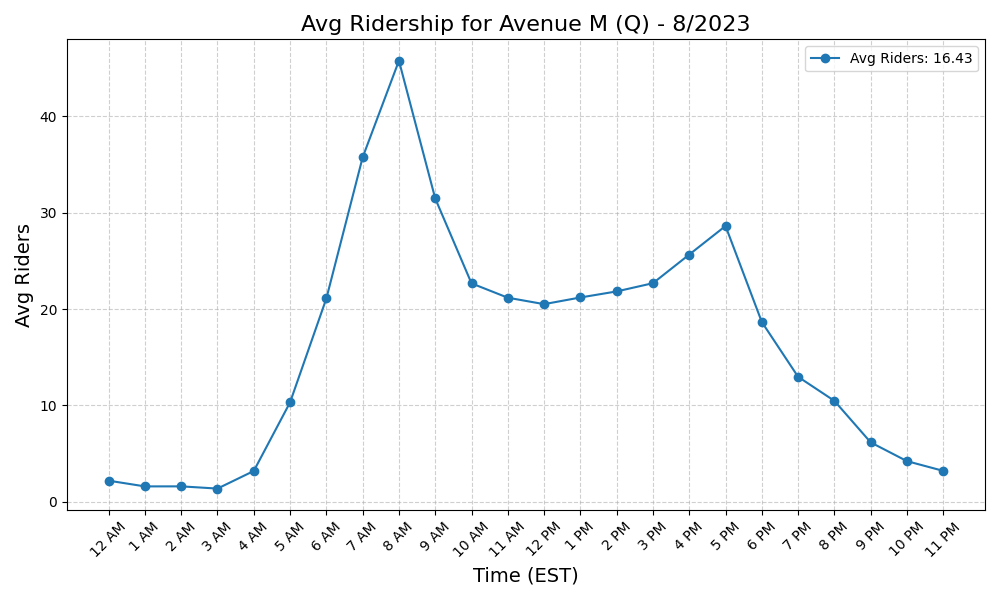 Avg Ridership for Avenue M (Q) - 8/2023
Avg Riders: 16.43
Avg Riders
40
30
20
10
0
12 AM
1 AM
2 AM
3 AM
4 AM
5 AM
6 AM
7 AM
8 AM
9 AM
10 AM
11 AM
12 PM
1 PM
2 PM
3 PM
4 PM
5 PM
6 PM
7 PM
8 PM
9 PM
10 PM
11 PM
Time (EST)